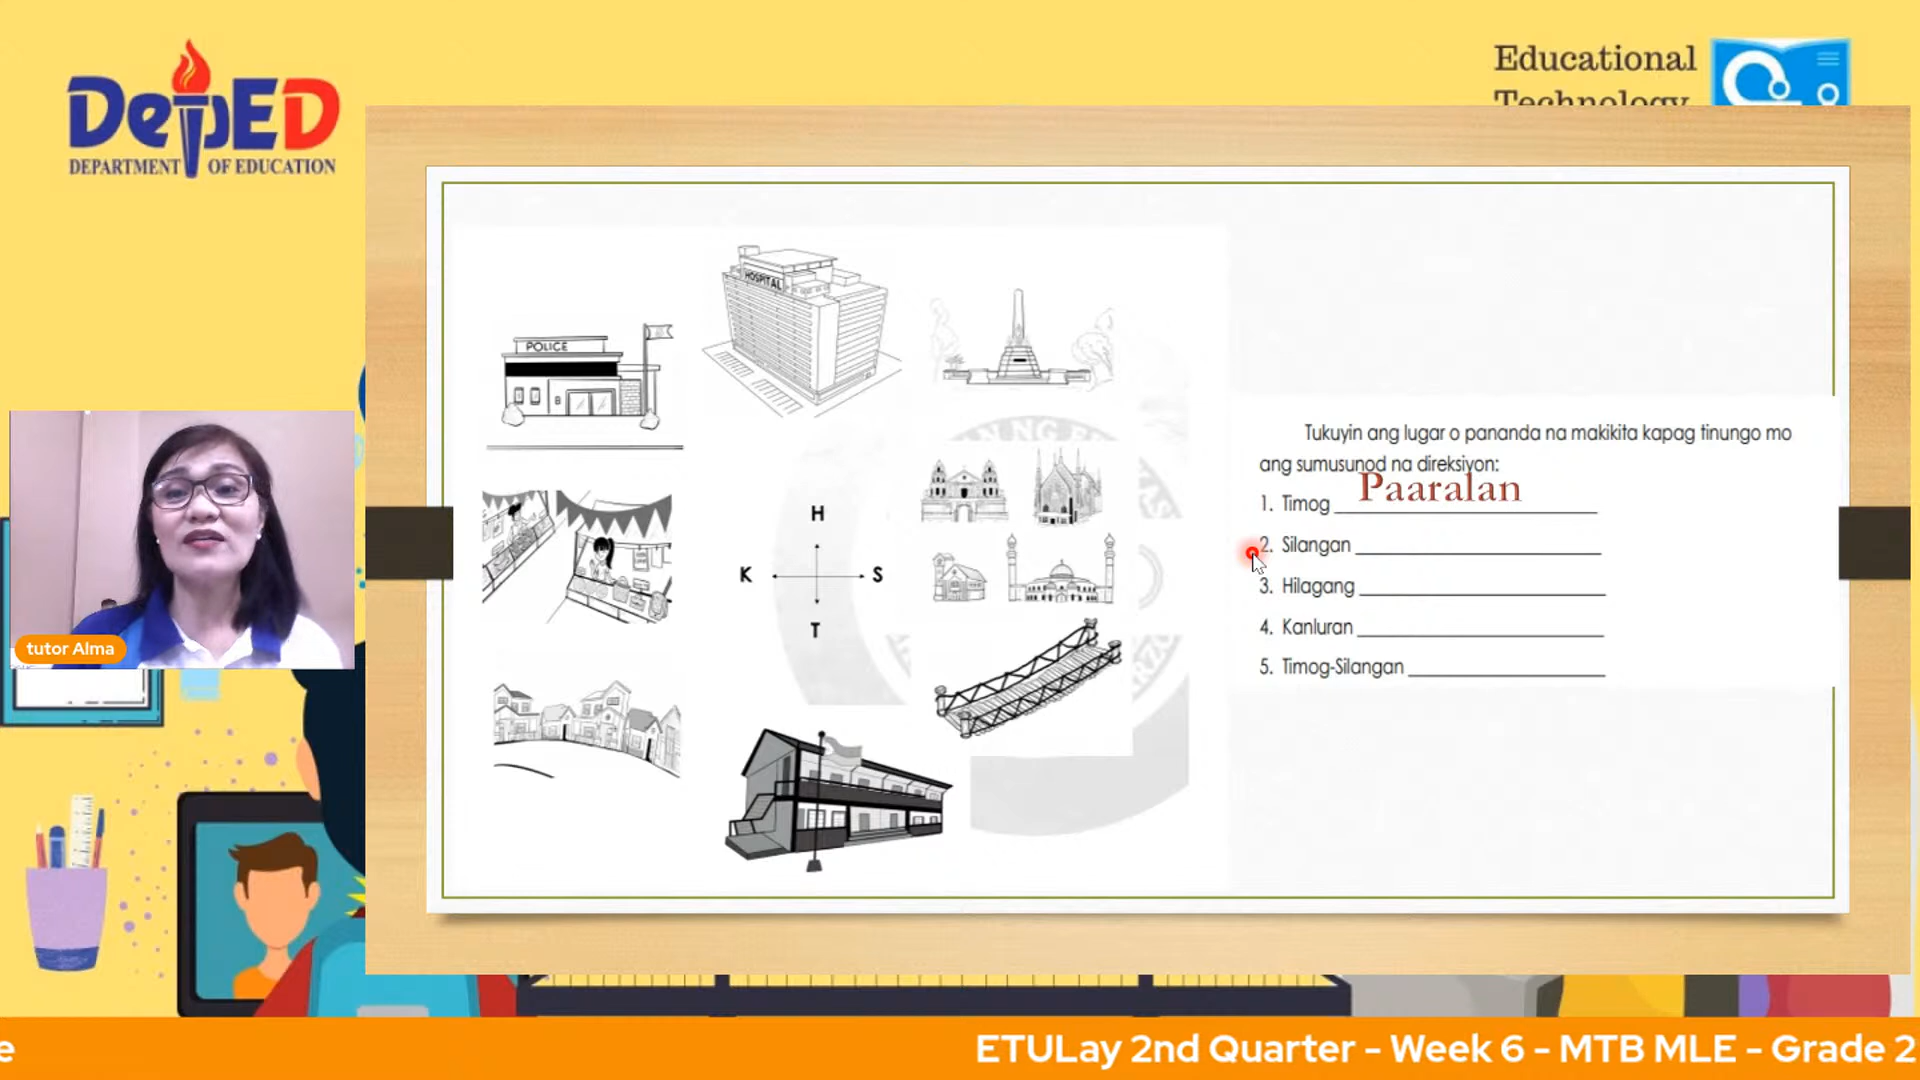 DepED
DEPARTMENT OF EDUCATION
Educational
Technology
HOSPITAL
POLICE
H
K
S
T
Tukuyin ang lugar o pananda na makikita kapag tinungo mo
ang sumusunod na direksiyon:
1. Timog Paaralan
2. Silangan
3. Hilagang
4. Kanluran
5. Timog-Silangan
tutor Alma
e
ETULay 2nd Quarter - Week 6 - MTB MLE - Grade 2